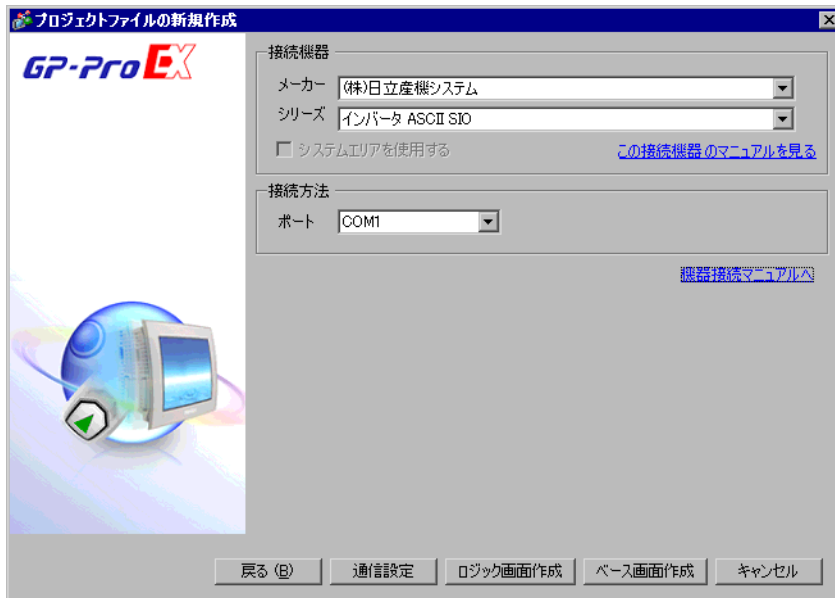 プロジェクトファイルの新規作成
GP-Pro EX
接続機器
メーカー (株)日立産機システム
シリーズ インバータ ASCII SIO
システムエリアを使用する この接続機器のマニュアルを見る
接続方法
ポート COM1
機器接続マニュアルへ
戻る (B) 通信設定 ロジック画面作成 ベース画面作成 キャンセル